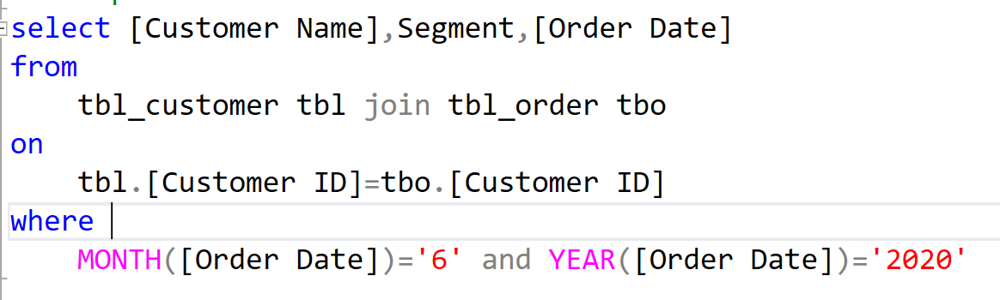 select [Customer Name],Segment,[Order Date]
from
tbl_customer tbl join tbl_order tbo
on
tbl.[Customer ID]=tbo.[Customer ID]
where
MONTH([Order Date])='6' and YEAR([Order Date])='2020'